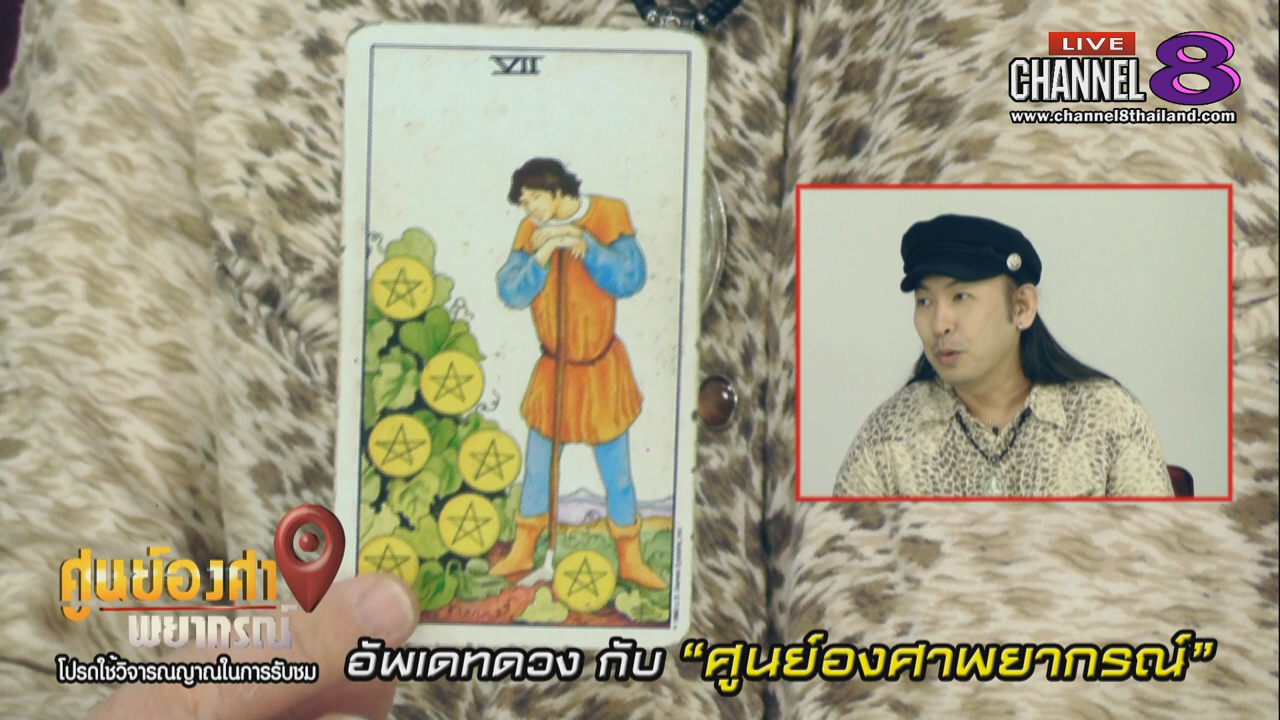 VII
LIVE
CHANNEL 8
www.channel8thailand.com
ศูนย์องศา
พยากรณ์
โปรดใช้วิจารณญาณในการรับชม
อัพเดทดวง กับ “ศูนย์องศาพยากรณ์”